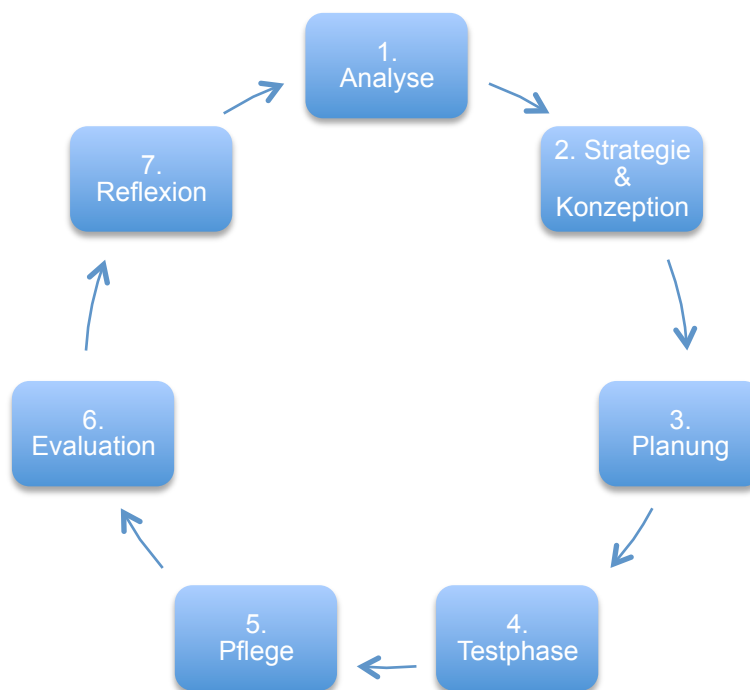 1.
Analyse
2. Strategie
&
Konzeption
3.
Planung
4.
Testphase
5.
Pflege
6.
Evaluation
7.
Reflexion